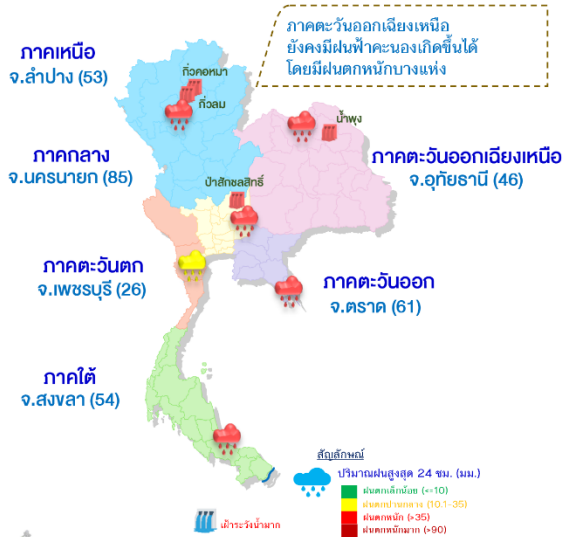 ภาคตะวันออกเฉียงเหนือ
ยังคงมีฝนฟ้าคะนองเกิดขึ้นได้
โดยมีฝนตกหนักบางแห่ง
ภาคเหนือ
จ.ลำปาง (53)
กิ่วคอหมา
กิ่วลม
น้ำพุง
ภาคกลาง
จ.นครนายก (85)
ป่าสักชลสิทธิ์
ภาคตะวันออกเฉียงเหนือ
จ.อุทัยธานี (46)
ภาคตะวันตก
จ.เพชรบุรี (26)
ภาคตะวันออก
จ.ตราด (61)
ภาคใต้
จ.สงขลา (54)
สัญลักษณ์
ปริมาณฝนสูงสุด 24 ชม. (มม.)
ฝนตกเล็กน้อย (<=10)
ฝนตกปานกลาง (10.1-35)
ฝนตกหนัก (>35)
ฝนตกหนักมาก (>90)
เฝ้าระวังน้ำมาก